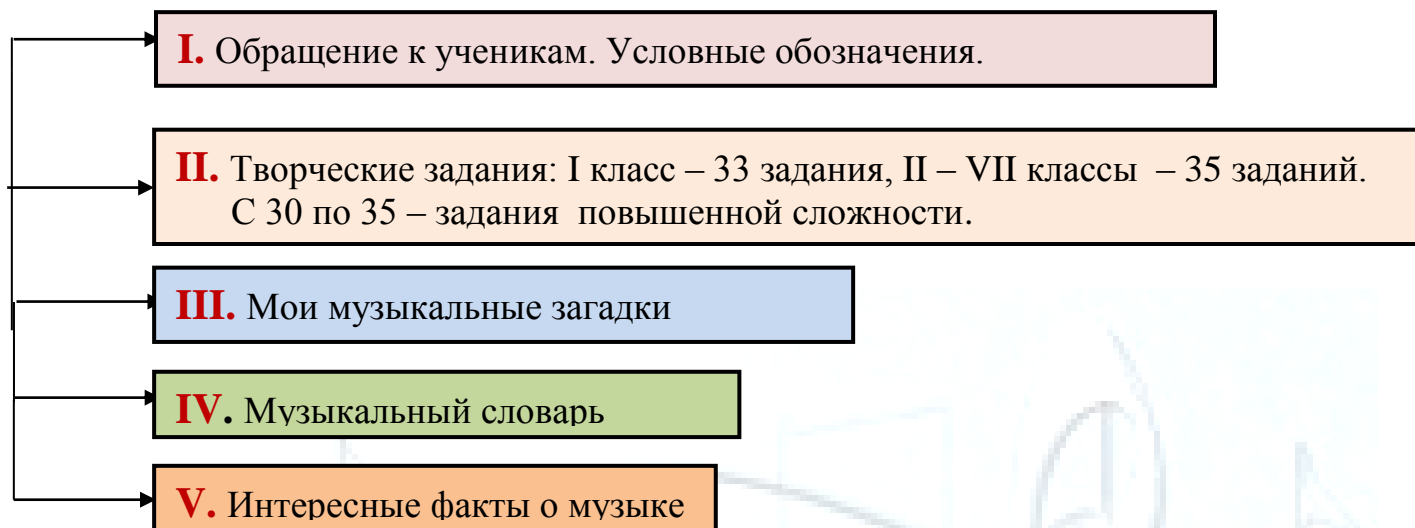 I. Обращение к ученикам. Условные обозначения.
II. Творческие задания: I класс – 33 задания, II – VII классы – 35 заданий.
С 30 по 35 – задания повышенной сложности.
III. Мои музыкальные загадки
IV. Музыкальный словарь
V. Интересные факты о музыке